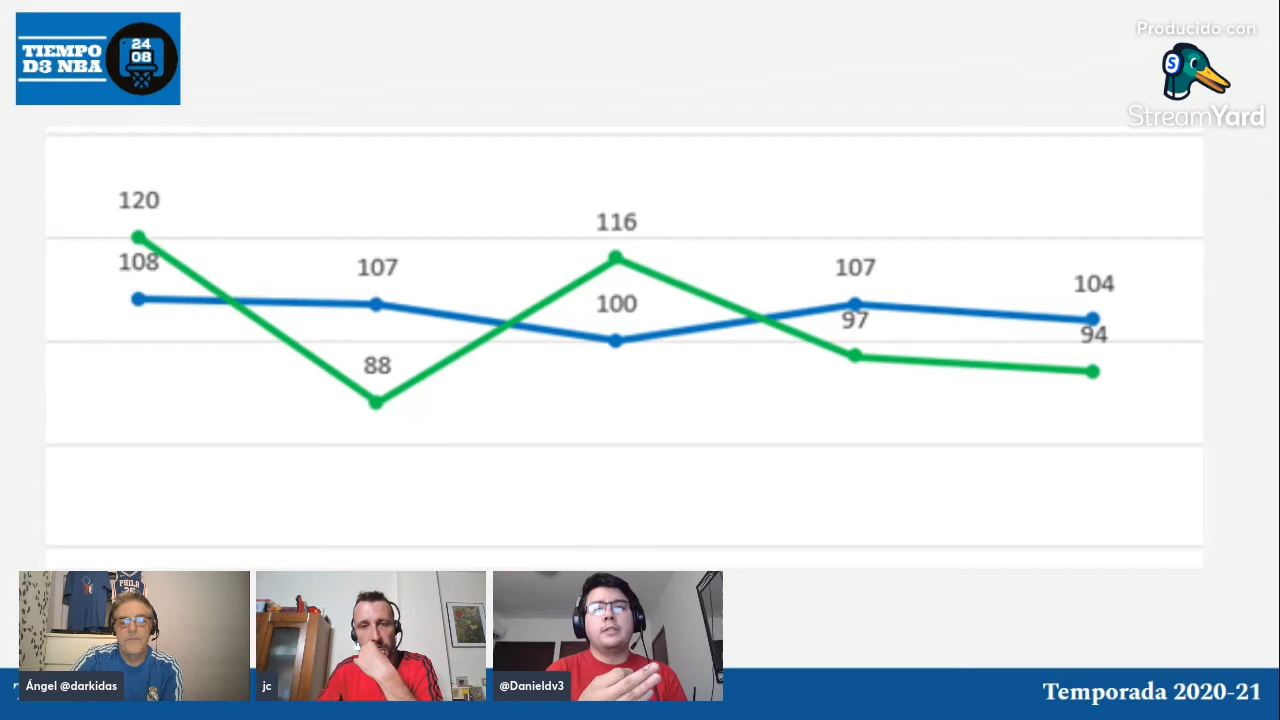 TIEMPO
D3 NBA
24
08
Producido con
S
StreamYard
120
108
107
116
107
104
100
97
94
88
PHILA
Ángel @darkidas
jc
@Danieldv3
Temporada 2020-21